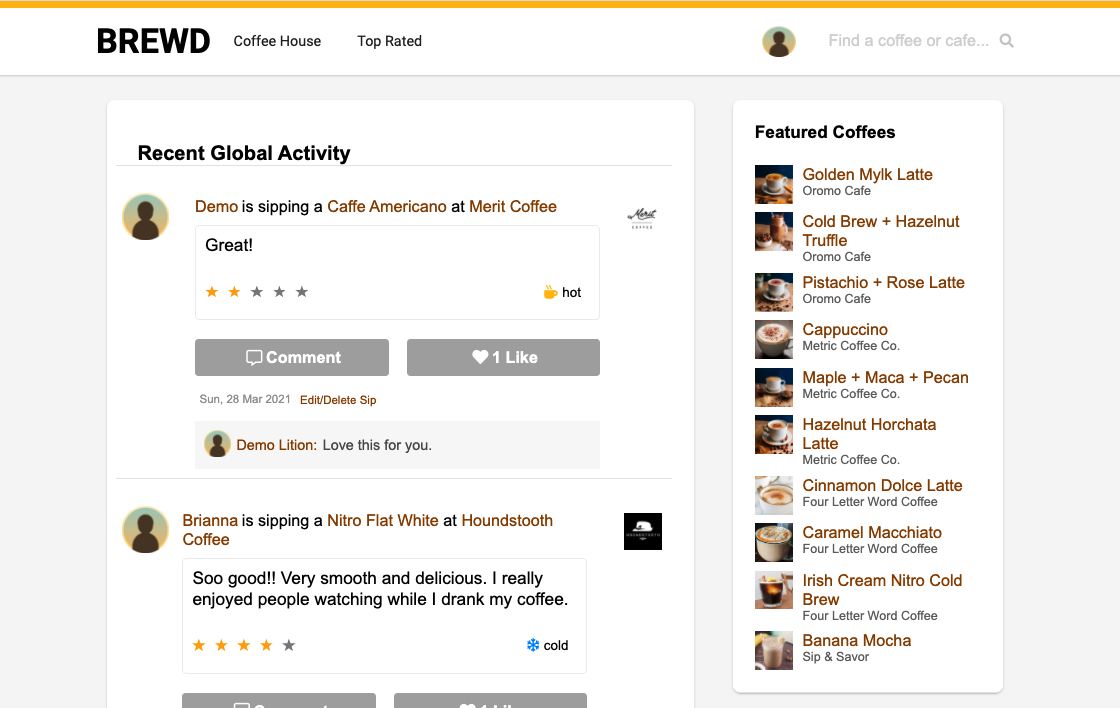 BREWD
Coffee House
Top Rated
Find a coffee or cafe...
Recent Global Activity
Demo is sipping a Caffe Americano at Merit Coffee
Merit
COFFEE
Great!
hot
Comment
1 Like
Sun, 28 Mar 2021
Edit/Delete Sip
Demo Lition: Love this for you.
Brianna is sipping a Nitro Flat White at Houndstooth
Coffee
HOUNDSTOOTH
Soo good!! Very smooth and delicious. I really
enjoyed people watching while I drank my coffee.
cold
Comment
1 Like
Featured Coffees
Golden Mylk Latte
Oromo Cafe
Cold Brew + Hazelnut
Truffle
Oromo Cafe
Pistachio + Rose Latte
Oromo Cafe
Cappuccino
Metric Coffee Co.
Maple + Maca + Pecan
Metric Coffee Co.
Hazelnut Horchata
Latte
Metric Coffee Co.
Cinnamon Dolce Latte
Four Letter Word Coffee
Caramel Macchiato
Four Letter Word Coffee
Irish Cream Nitro Cold
Brew
Four Letter Word Coffee
Banana Mocha
Sip & Savor